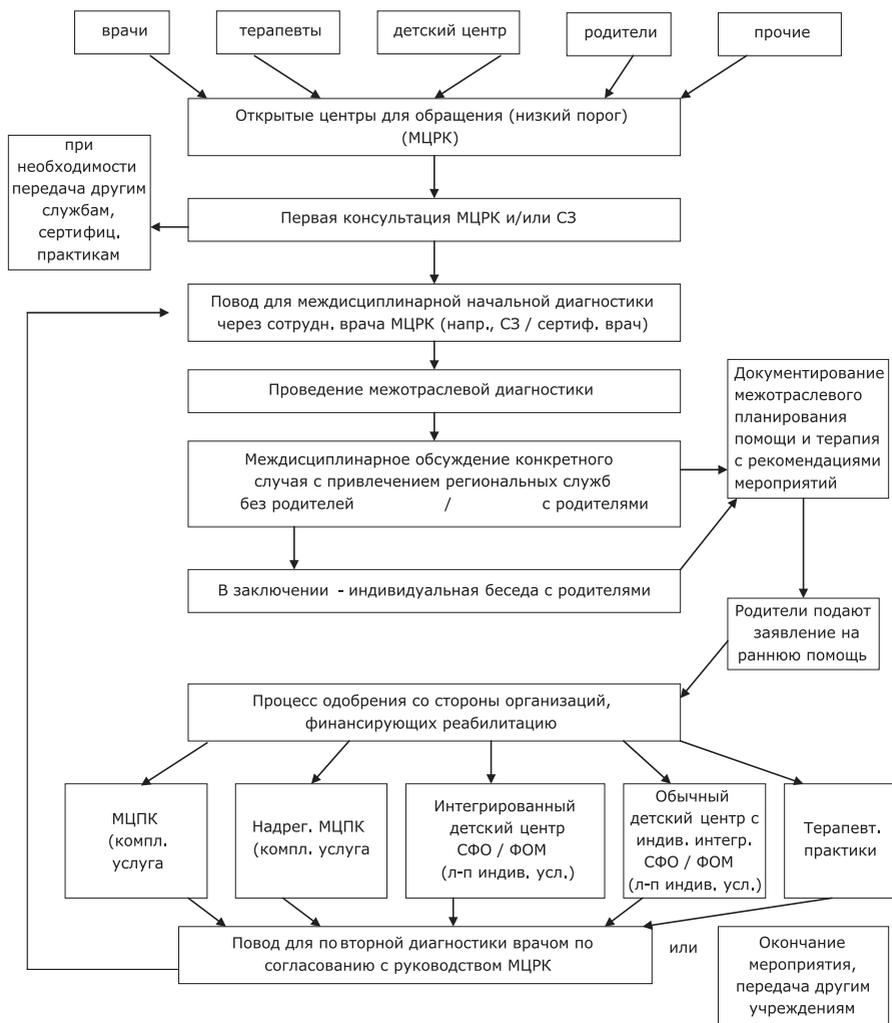 врачи
терапевты
детский центр
родители
прочие
Открытые центры для обращения (низкий порог)
(МЦРК)
при
необходимости
передача другим
службам,
сертифиц.
практикам
Первая консультация МЦРК и/или СЗ
Повод для междисциплинарной начальной диагностики
через сотрудн. врача МЦРК (напр., СЗ / сертиф. врач)
Проведение межотраслевой диагностики
Междисциплинарное обсуждение конкретного
случая с привлечением региональных служб
без родителей / с родителями
Документирование
межотраслевого
планирования
помощи и терапия
с рекомендациями
мероприятий
В заключении - индивидуальная беседа с родителями
Родители подают
заявление на
раннюю помощь
Процесс одобрения со стороны организаций,
финансирующих реабилитацию
МЦПК
(компл.
услуга
Надрег. МЦПК
(компл. услуга
Интегрированный
детский центр
СФО / ФОМ
(л-п индив. усл.)
Обычный
детский центр с
индив. интегр.
СФО / ФОМ
(л-п индив. усл.)
Терапевт.
практики
Повод для повторной диагностики врачом по
согласованию с руководством МЦРК
или
Окончание
мероприятия,
передача другим
учреждениям